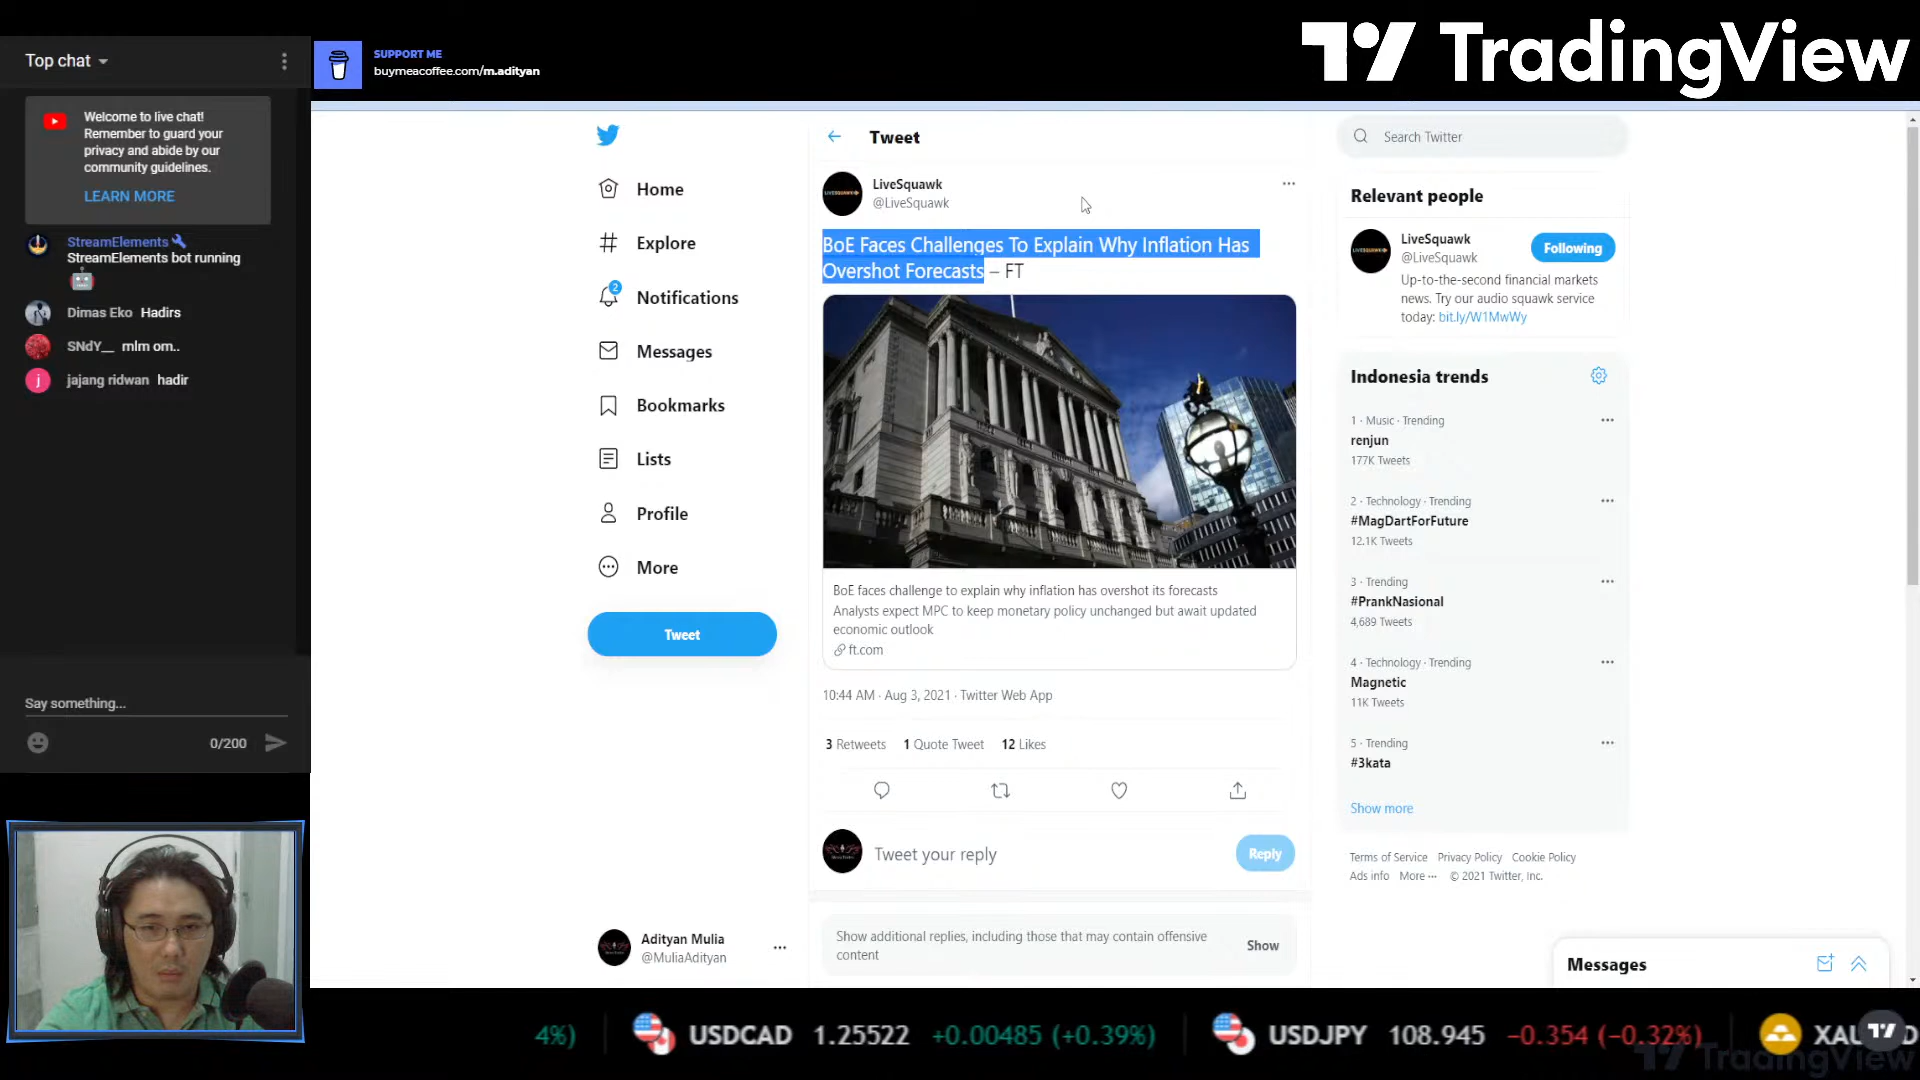 Top chat
SUPPORT ME
buymeacoffee.com/m.adityan
TradingView
Welcome to live chat!
Remember to guard your
privacy and abide by our
community guidelines.
LEARN MORE
StreamElements
StreamElements bot running
Dimas Eko Hadirs
SNdY__ mlm om..
j
jajang ridwan hadir
Say something...
0/200
Home
Explore
2
Notifications
Messages
Bookmarks
Lists
Profile
More
Tweet
Adityan Mulia
@MuliaAdityan
Tweet
LiveSquawk
@LiveSquawk
BoE Faces Challenges To Explain Why Inflation Has
Overshot Forecasts – FT
BoE faces challenge to explain why inflation has overshot its forecasts
Analysts expect MPC to keep monetary policy unchanged but await updated
economic outlook
ft.com
10:44 AM · Aug 3, 2021 · Twitter Web App
3 Retweets 1 Quote Tweet 12 Likes
Tweet your reply
Reply
Show additional replies, including those that may contain offensive
content
Show
Search Twitter
Relevant people
LiveSquawk
@LiveSquawk
Following
Up-to-the-second financial markets
news. Try our audio squawk service
today: bit.ly/W1MwWy
Indonesia trends
1 · Music · Trending
renjun
177K Tweets
2 · Technology · Trending
#MagDartForFuture
12.1K Tweets
3 · Trending
#PrankNasional
4,689 Tweets
4 · Technology · Trending
Magnetic
11K Tweets
5 · Trending
#3kata
Show more
Terms of Service Privacy Policy Cookie Policy
Ads info More ··· © 2021 Twitter, Inc.
Messages
4%) USDCAD 1.25522 +0.00485 (+0.39%) USDJPY 108.945 −0.354 (−0.32%)
TradingView